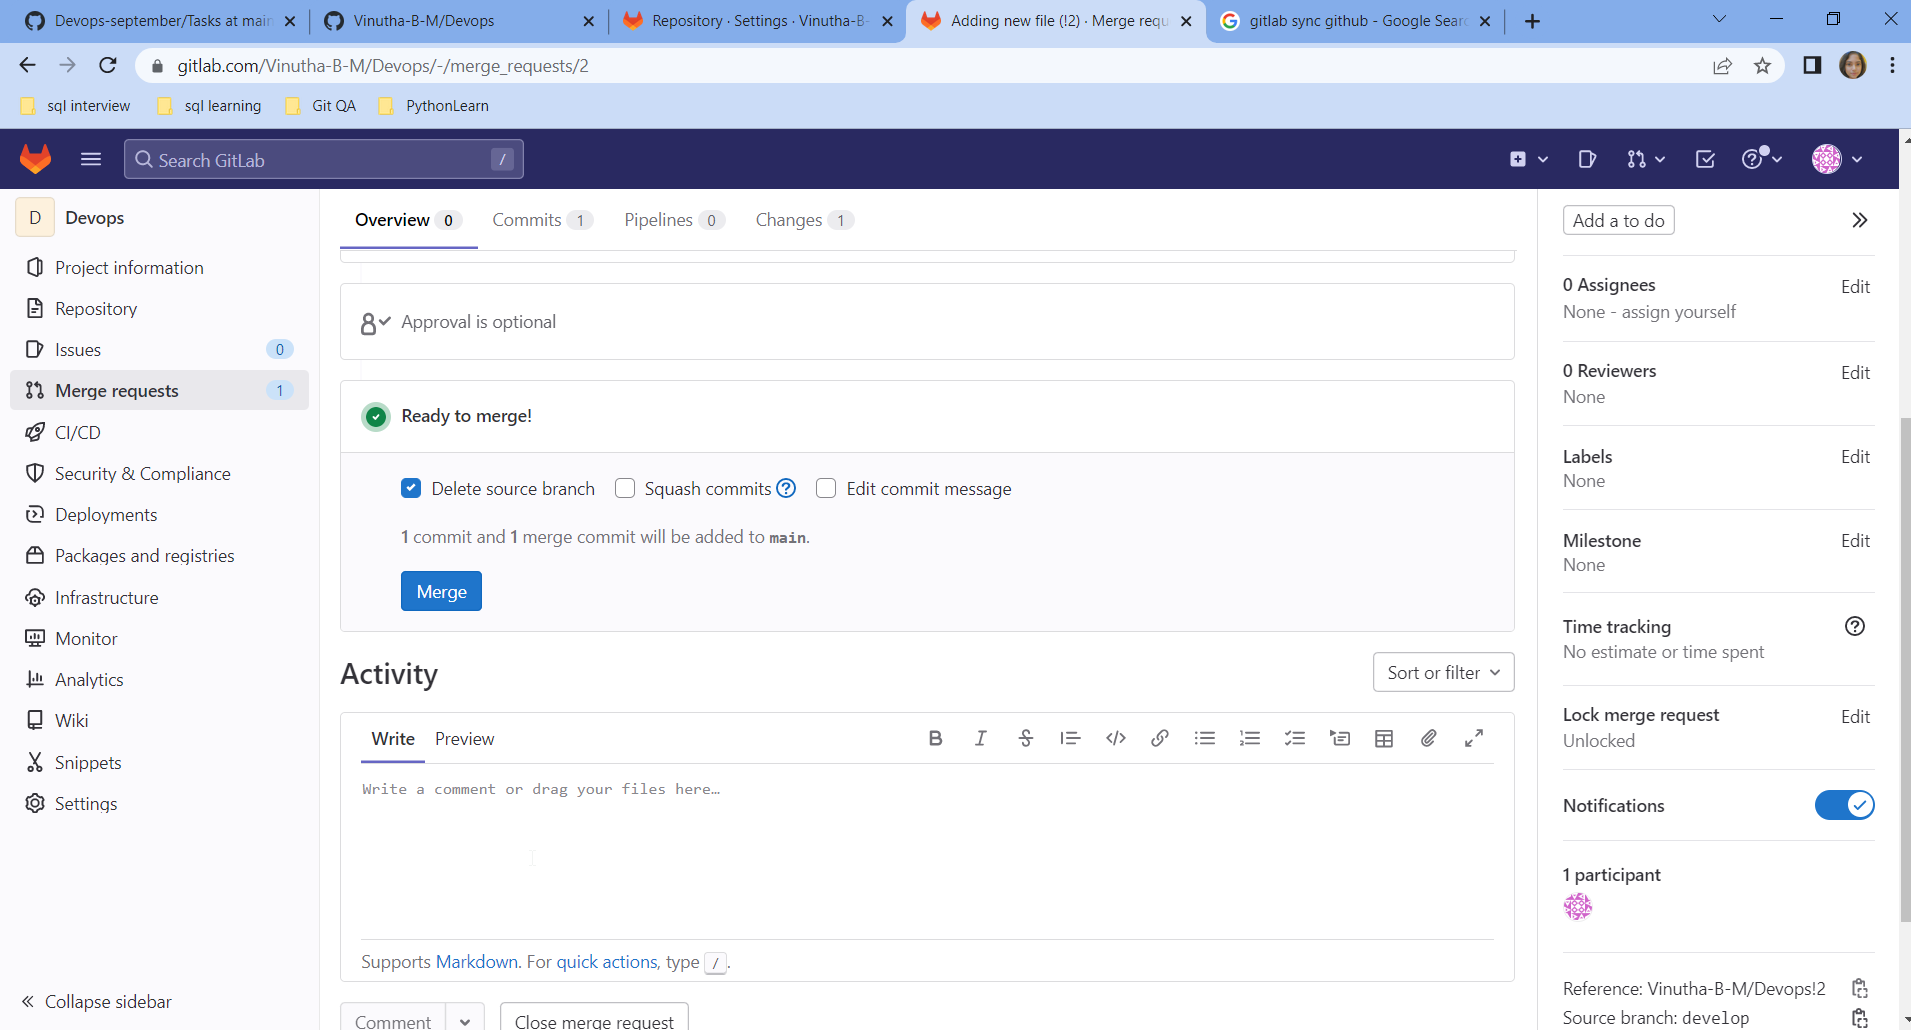 Devops-september/Tasks at main
Vinutha-B-M/Devops
Repository · Settings · Vinutha-B-
Adding new file (!2) · Merge requ
gitlab sync github - Google Searc
gitlab.com/Vinutha-B-M/Devops/-/merge_requests/2
sql interview
sql learning
Git QA
PythonLearn
Search GitLab
/
D
Devops
Project information
Repository
Issues 0
Merge requests 1
CI/CD
Security & Compliance
Deployments
Packages and registries
Infrastructure
Monitor
Analytics
Wiki
Snippets
Settings
Collapse sidebar
Overview 0
Commits 1
Pipelines 0
Changes 1
Approval is optional
Ready to merge!
Delete source branch
Squash commits
Edit commit message
1 commit and 1 merge commit will be added to main.
Merge
Activity
Sort or filter
Write
Preview
Write a comment or drag your files here…
Supports Markdown. For quick actions, type /.
Comment
Close merge request
Add a to do
0 Assignees
Edit
None - assign yourself
0 Reviewers
Edit
None
Labels
Edit
None
Milestone
Edit
None
Time tracking
No estimate or time spent
Lock merge request
Edit
Unlocked
Notifications
1 participant
Reference: Vinutha-B-M/Devops!2
Source branch: develop